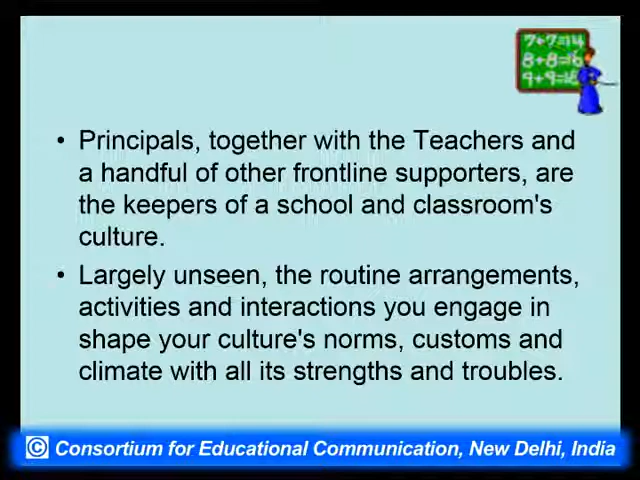 7+7=14
8+8=16
9+9=18
• Principals, together with the Teachers and
a handful of other frontline supporters, are
the keepers of a school and classroom's
culture.
• Largely unseen, the routine arrangements,
activities and interactions you engage in
shape your culture's norms, customs and
climate with all its strengths and troubles.
© Consortium for Educational Communication, New Delhi, India